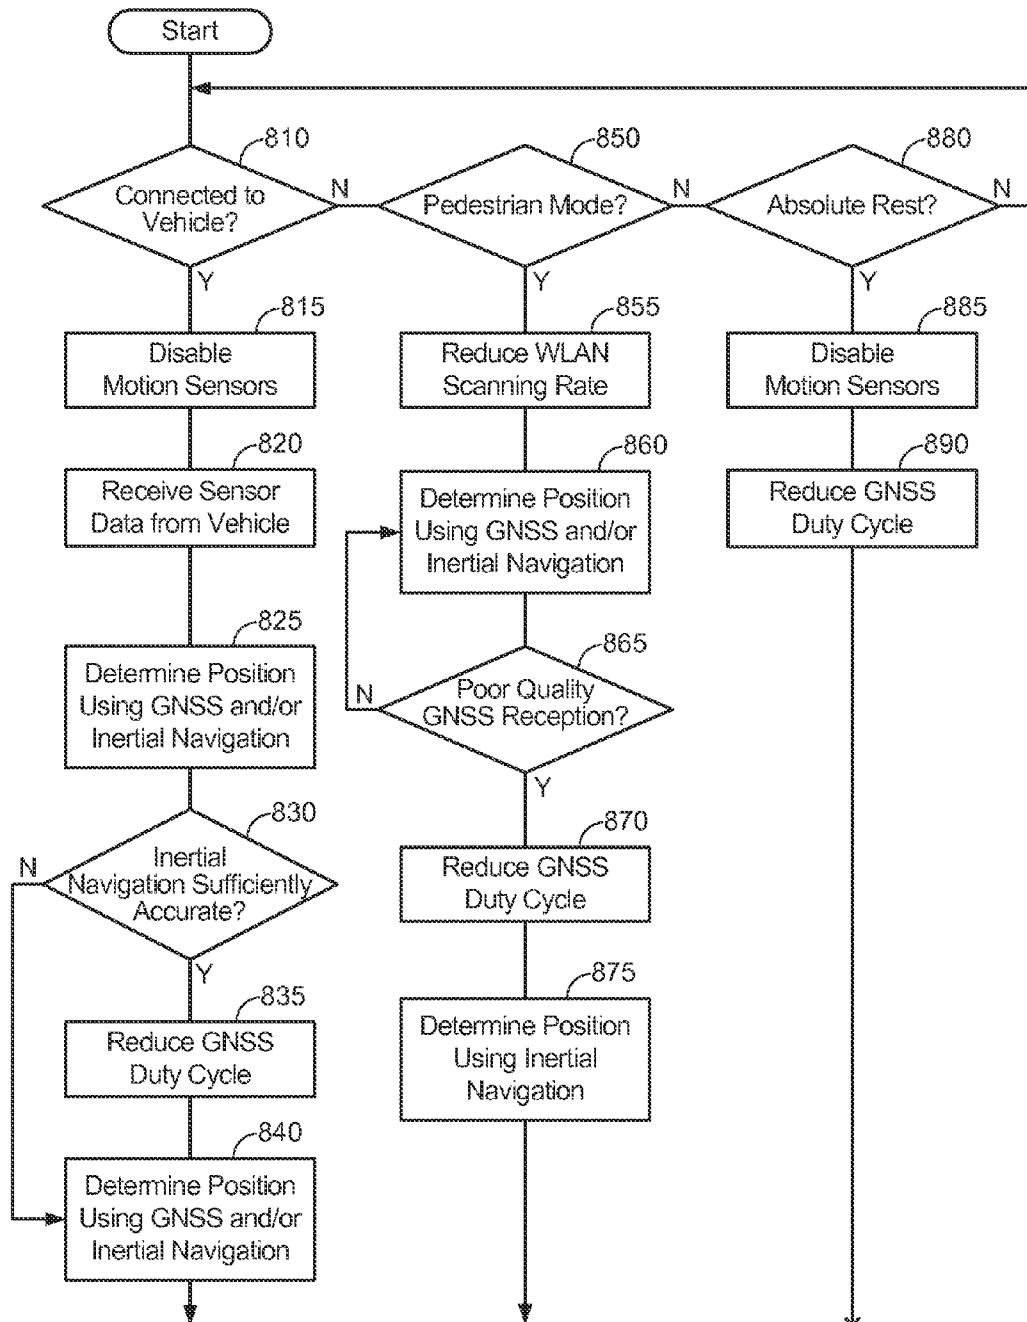 Start
810
Connected to
Vehicle?
N
Y
850
Pedestrian Mode?
N
Y
880
Absolute Rest?
N
Y
815
Disable
Motion Sensors
855
Reduce WLAN
Scanning Rate
885
Disable
Motion Sensors
820
Receive Sensor
Data from Vehicle
860
Determine Position
Using GNSS and/or
Inertial Navigation
890
Reduce GNSS
Duty Cycle
825
Determine Position
Using GNSS and/or
Inertial Navigation
865
Poor Quality
GNSS Reception?
N
Y
830
Inertial
Navigation Sufficiently
Accurate?
N
Y
870
Reduce GNSS
Duty Cycle
835
Reduce GNSS
Duty Cycle
875
Determine Position
Using Inertial
Navigation
840
Determine Position
Using GNSS and/or
Inertial Navigation